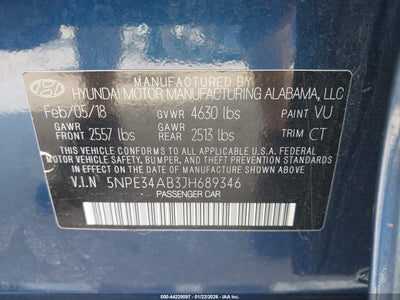 MANUFACTURED BY
HYUNDAI MOTOR MANUFACTURING ALABAMA, LLC
Feb/05/18 GVWR 4630 lbs PAINT VU
GAWR GAWR
FRONT 2557 lbs REAR 2513 lbs TRIM CT
THIS VEHICLE CONFORMS TO ALL APPLICABLE U.S. FEDERAL
MOTOR VEHICLE SAFETY, BUMPER, AND THEFT PREVENTION
STANDARDS IN EFFECT ON THE DATE OF MANUFACTURE SHOWN ABOVE.
V.I.N 5NPE34AB3JH689346
PASSENGER CAR
000-44220097 - 01/22/2026 - IAA Inc.